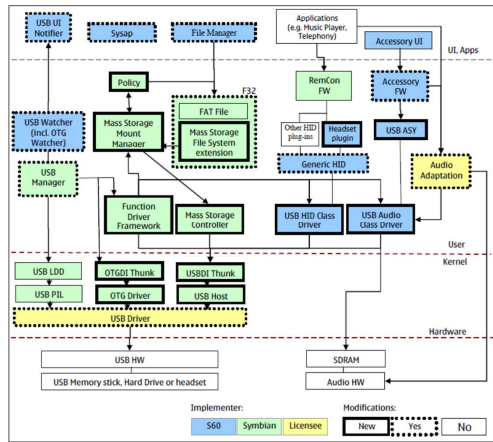 USB UI
Notifier
Sysap
File Manager
Applications
(e.g. Music Player,
Telephony)
Accessory UI
UI, Apps
Policy
F32
RemCon
FW
Accessory
FW
FAT File
USB Watcher
(incl. OTG
Watcher)
Mass Storage
Mount
Manager
Mass Storage
File System
extension
Other HID
plug-ins
Headset
plugin
USB ASY
Generic HID
Audio
Adaptation
USB
Manager
Function
Driver
Framework
Mass Storage
Controller
USB HID Class
Driver
USB Audio
Class Driver
User
Kernel
USB LDD
OTGDI Thunk
USBDI Thunk
USB PIL
OTG Driver
USB Host
USB Driver
Hardware
USB HW
SDRAM
USB Memory stick, Hard Drive or headset
Audio HW
Implementer:
Modifications:
S60
Symbian
Licensee
New
Yes
No